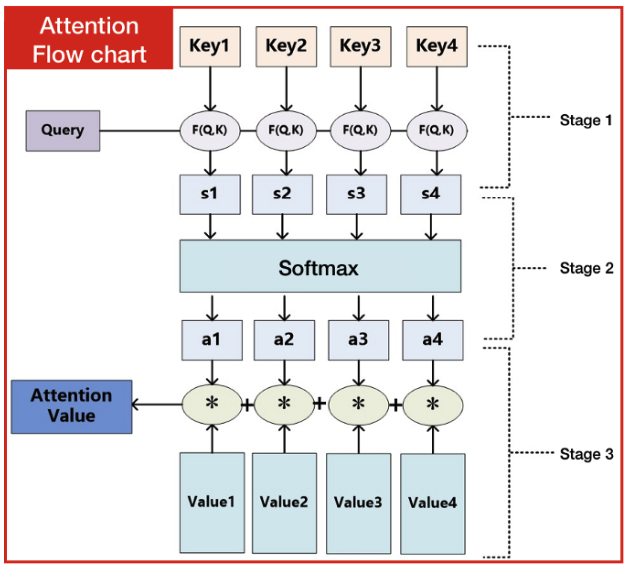 Attention
Flow chart
Key1 Key2 Key3 Key4
Query F(Q,K) F(Q,K) F(Q,K) F(Q,K)
Stage 1
s1 s2 s3 s4
Softmax
Stage 2
a1 a2 a3 a4
Attention
Value
* + * + * + *
Stage 3
Value1 Value2 Value3 Value4